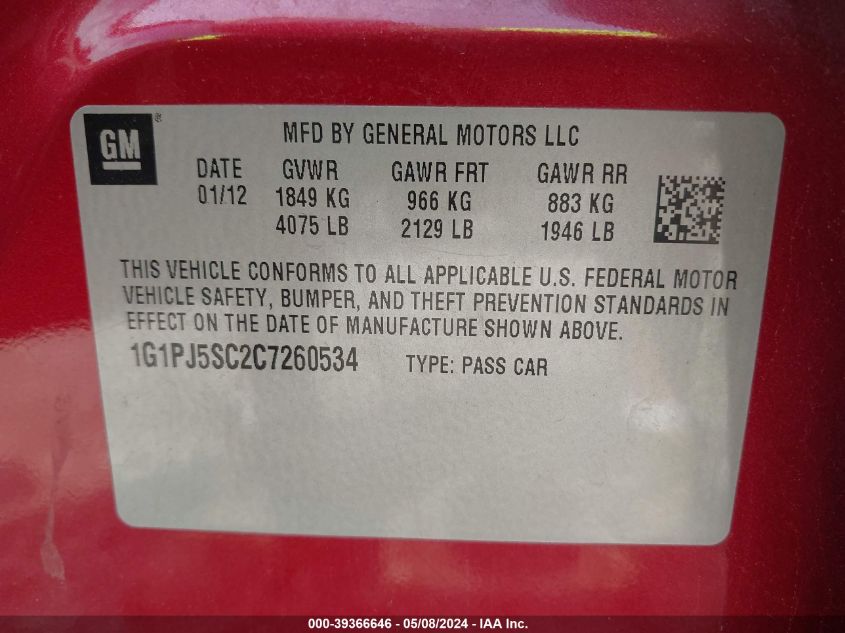 GM®
MFD BY GENERAL MOTORS LLC
DATE GVWR GAWR FRT GAWR RR
01/12 1849 KG 966 KG 883 KG
4075 LB 2129 LB 1946 LB
THIS VEHICLE CONFORMS TO ALL APPLICABLE U.S. FEDERAL MOTOR
VEHICLE SAFETY, BUMPER, AND THEFT PREVENTION STANDARDS IN
EFFECT ON THE DATE OF MANUFACTURE SHOWN ABOVE.
1G1PJ5SC2C7260534 TYPE: PASS CAR
000-39366646 - 05/08/2024 - IAA Inc.